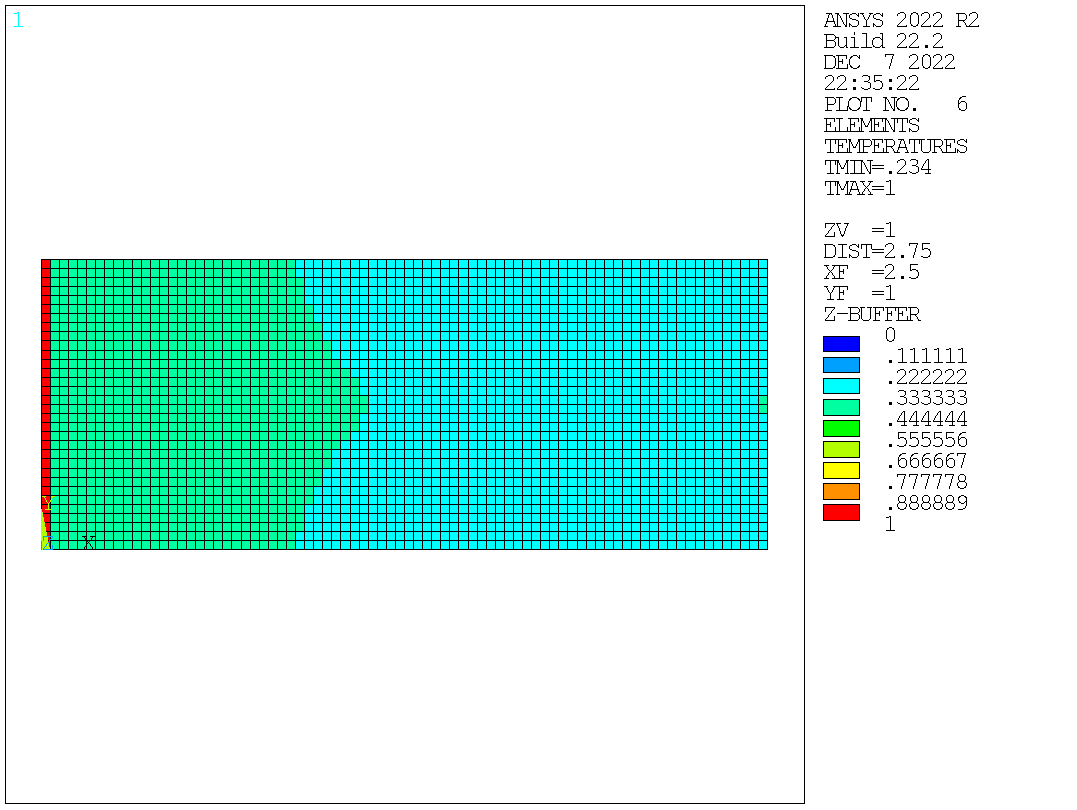 1
ANSYS 2022 R2
Build 22.2
DEC  7 2022
22:35:22
PLOT NO.   6
ELEMENTS
TEMPERATURES
TMIN=.234
TMAX=1
ZV  =1
DIST=2.75
XF  =2.5
YF  =1
Z-BUFFER
0
.111111
.222222
.333333
.444444
.555556
.666667
.777778
.888889
1
Y
Z X